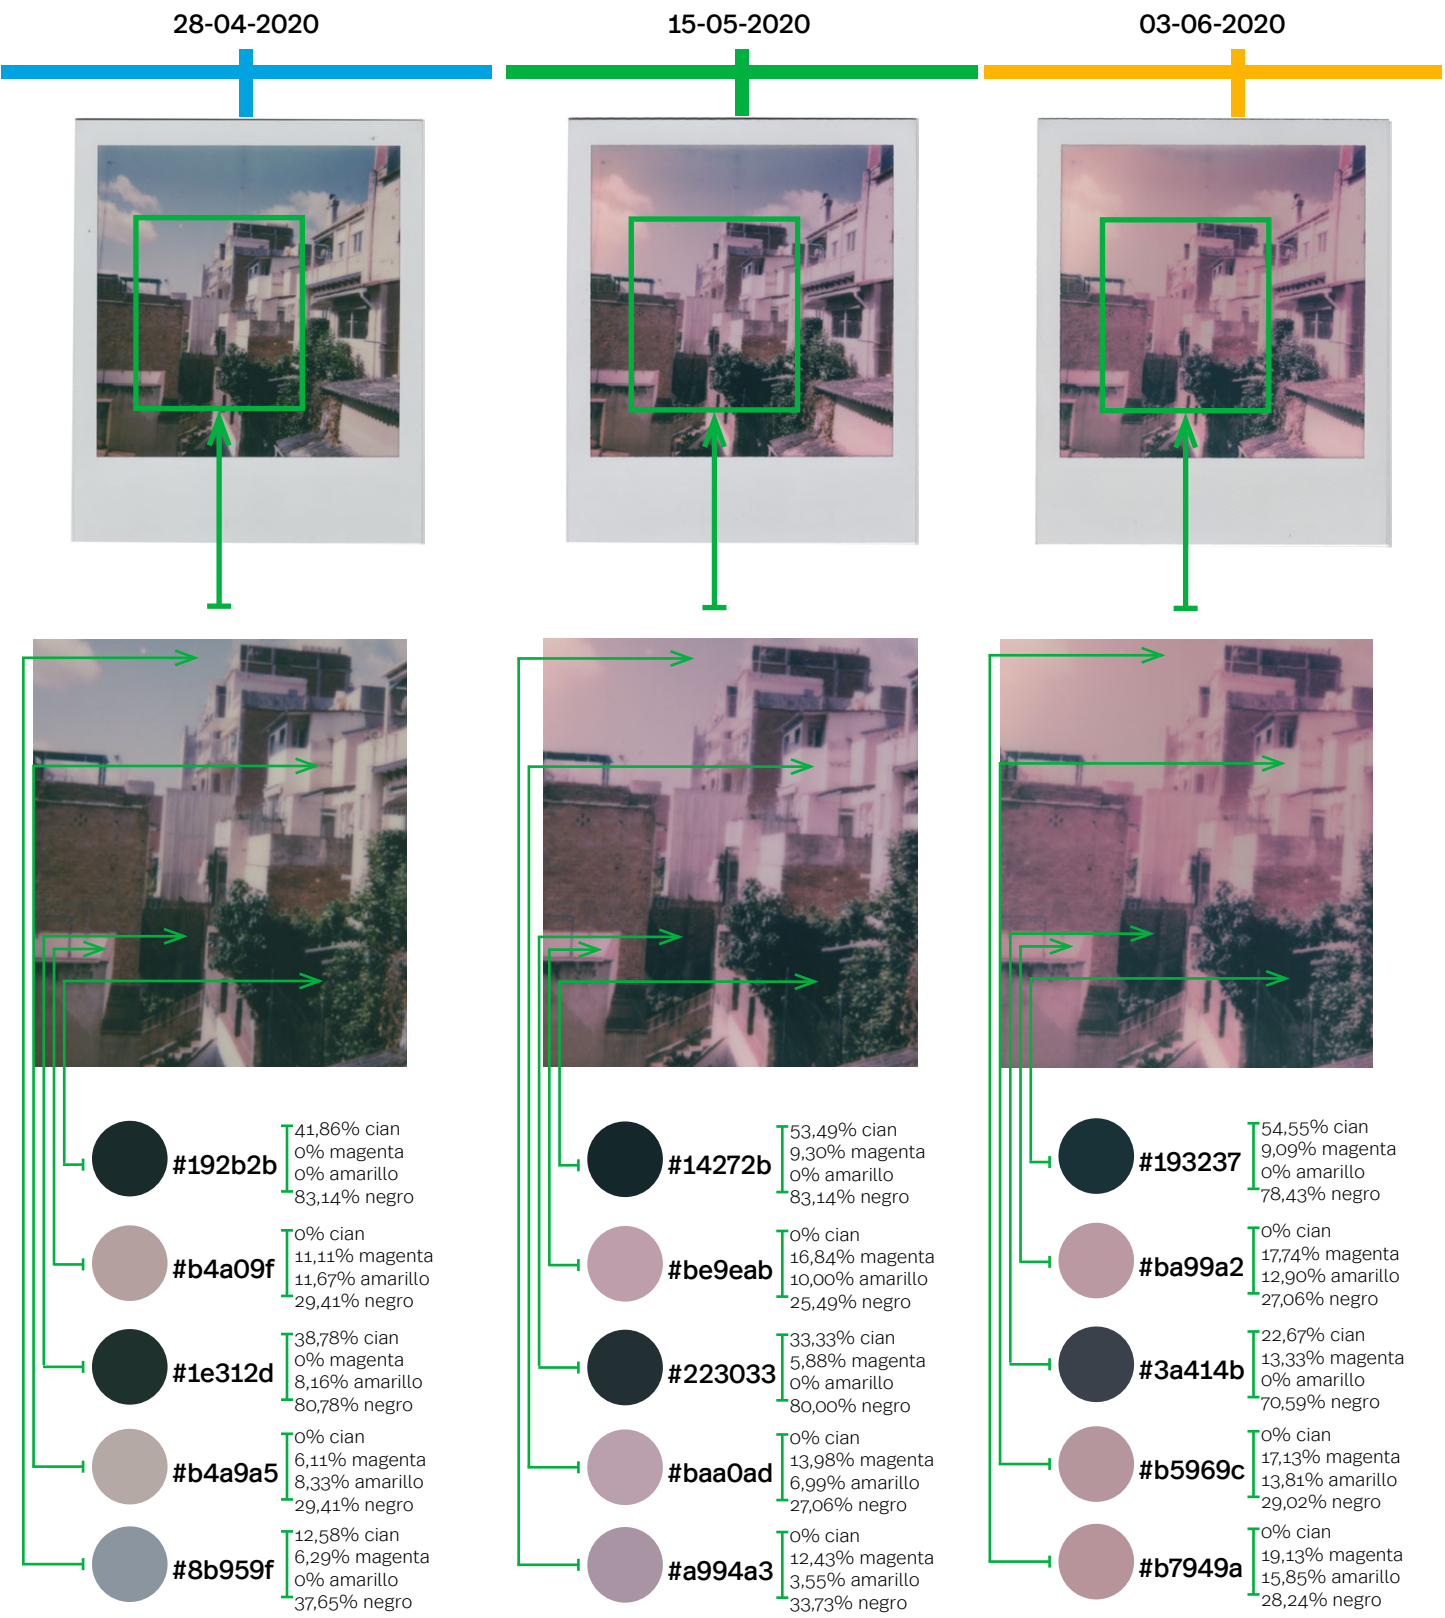 28-04-2020
15-05-2020
03-06-2020
#192b2b
41,86% cian
0% magenta
0% amarillo
83,14% negro
#b4a09f
0% cian
11,11% magenta
11,67% amarillo
29,41% negro
#1e312d
38,78% cian
0% magenta
8,16% amarillo
80,78% negro
#b4a9a5
0% cian
6,11% magenta
8,33% amarillo
29,41% negro
#8b959f
12,58% cian
6,29% magenta
0% amarillo
37,65% negro
#14272b
53,49% cian
9,30% magenta
0% amarillo
83,14% negro
#be9eab
0% cian
16,84% magenta
10,00% amarillo
25,49% negro
#223033
33,33% cian
5,88% magenta
0% amarillo
80,00% negro
#baa0ad
0% cian
13,98% magenta
6,99% amarillo
27,06% negro
#a994a3
0% cian
12,43% magenta
3,55% amarillo
33,73% negro
#193237
54,55% cian
9,09% magenta
0% amarillo
78,43% negro
#ba99a2
0% cian
17,74% magenta
12,90% amarillo
27,06% negro
#3a414b
22,67% cian
13,33% magenta
0% amarillo
70,59% negro
#b5969c
0% cian
17,13% magenta
13,81% amarillo
29,02% negro
#b7949a
0% cian
19,13% magenta
15,85% amarillo
28,24% negro